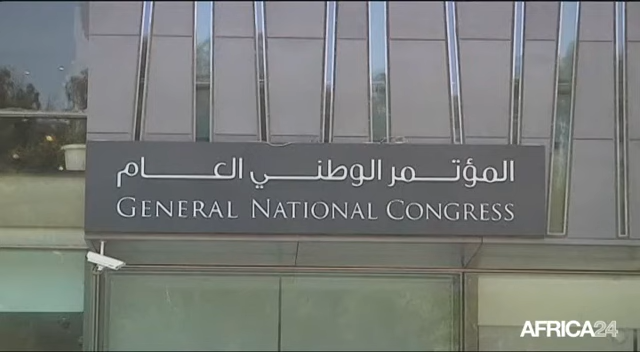 المؤتمر الوطني العام
GENERAL NATIONAL CONGRESS
AFRICA24